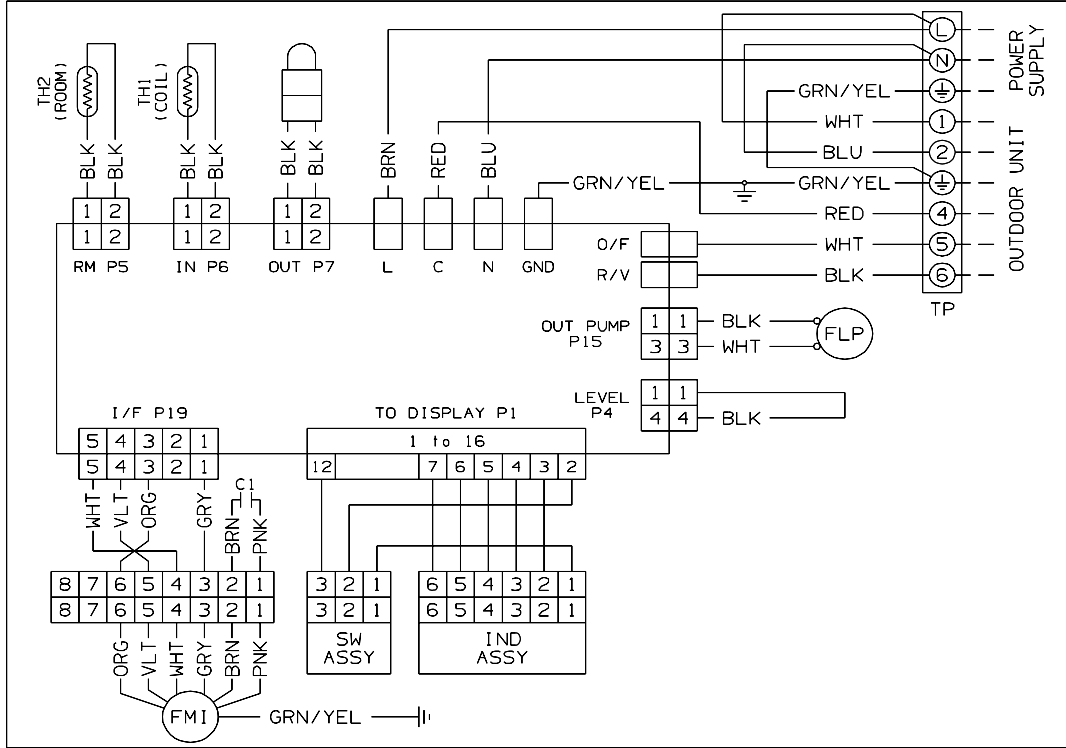 L
N
POWER
SUPPLY
GRN/YEL
WHT
1
BLU
2
GRN/YEL
GRN/YEL
RED
4
WHT
5
BLK
6
OUTDOOR UNIT
TP
TH2
(ROOM)
TH1
(COIL)
BLK
BLK
BLK
BLK
BLK
BLK
BRN
RED
BLU
1 2
1 2
1 2
1 2
1 2
1 2
RM P5
IN P6
OUT P7
L
C
N
GND
O/F
R/V
OUT PUMP
P15
1 1
3 3
BLK
WHT
FLP
LEVEL
P4
1 1
4 4
BLK
I/F P19
5 4 3 2 1
5 4 3 2 1
TO DISPLAY P1
1 to 16
12
7 6 5 4 3 2
WHT
VLT
ORG
GRY
C1
BRN
PNK
8 7 6 5 4 3 2 1
8 7 6 5 4 3 2 1
3 2 1
3 2 1
SW
ASSY
6 5 4 3 2 1
6 5 4 3 2 1
IND
ASSY
ORG
VLT
WHT
GRY
BRN
PNK
FMI
GRN/YEL